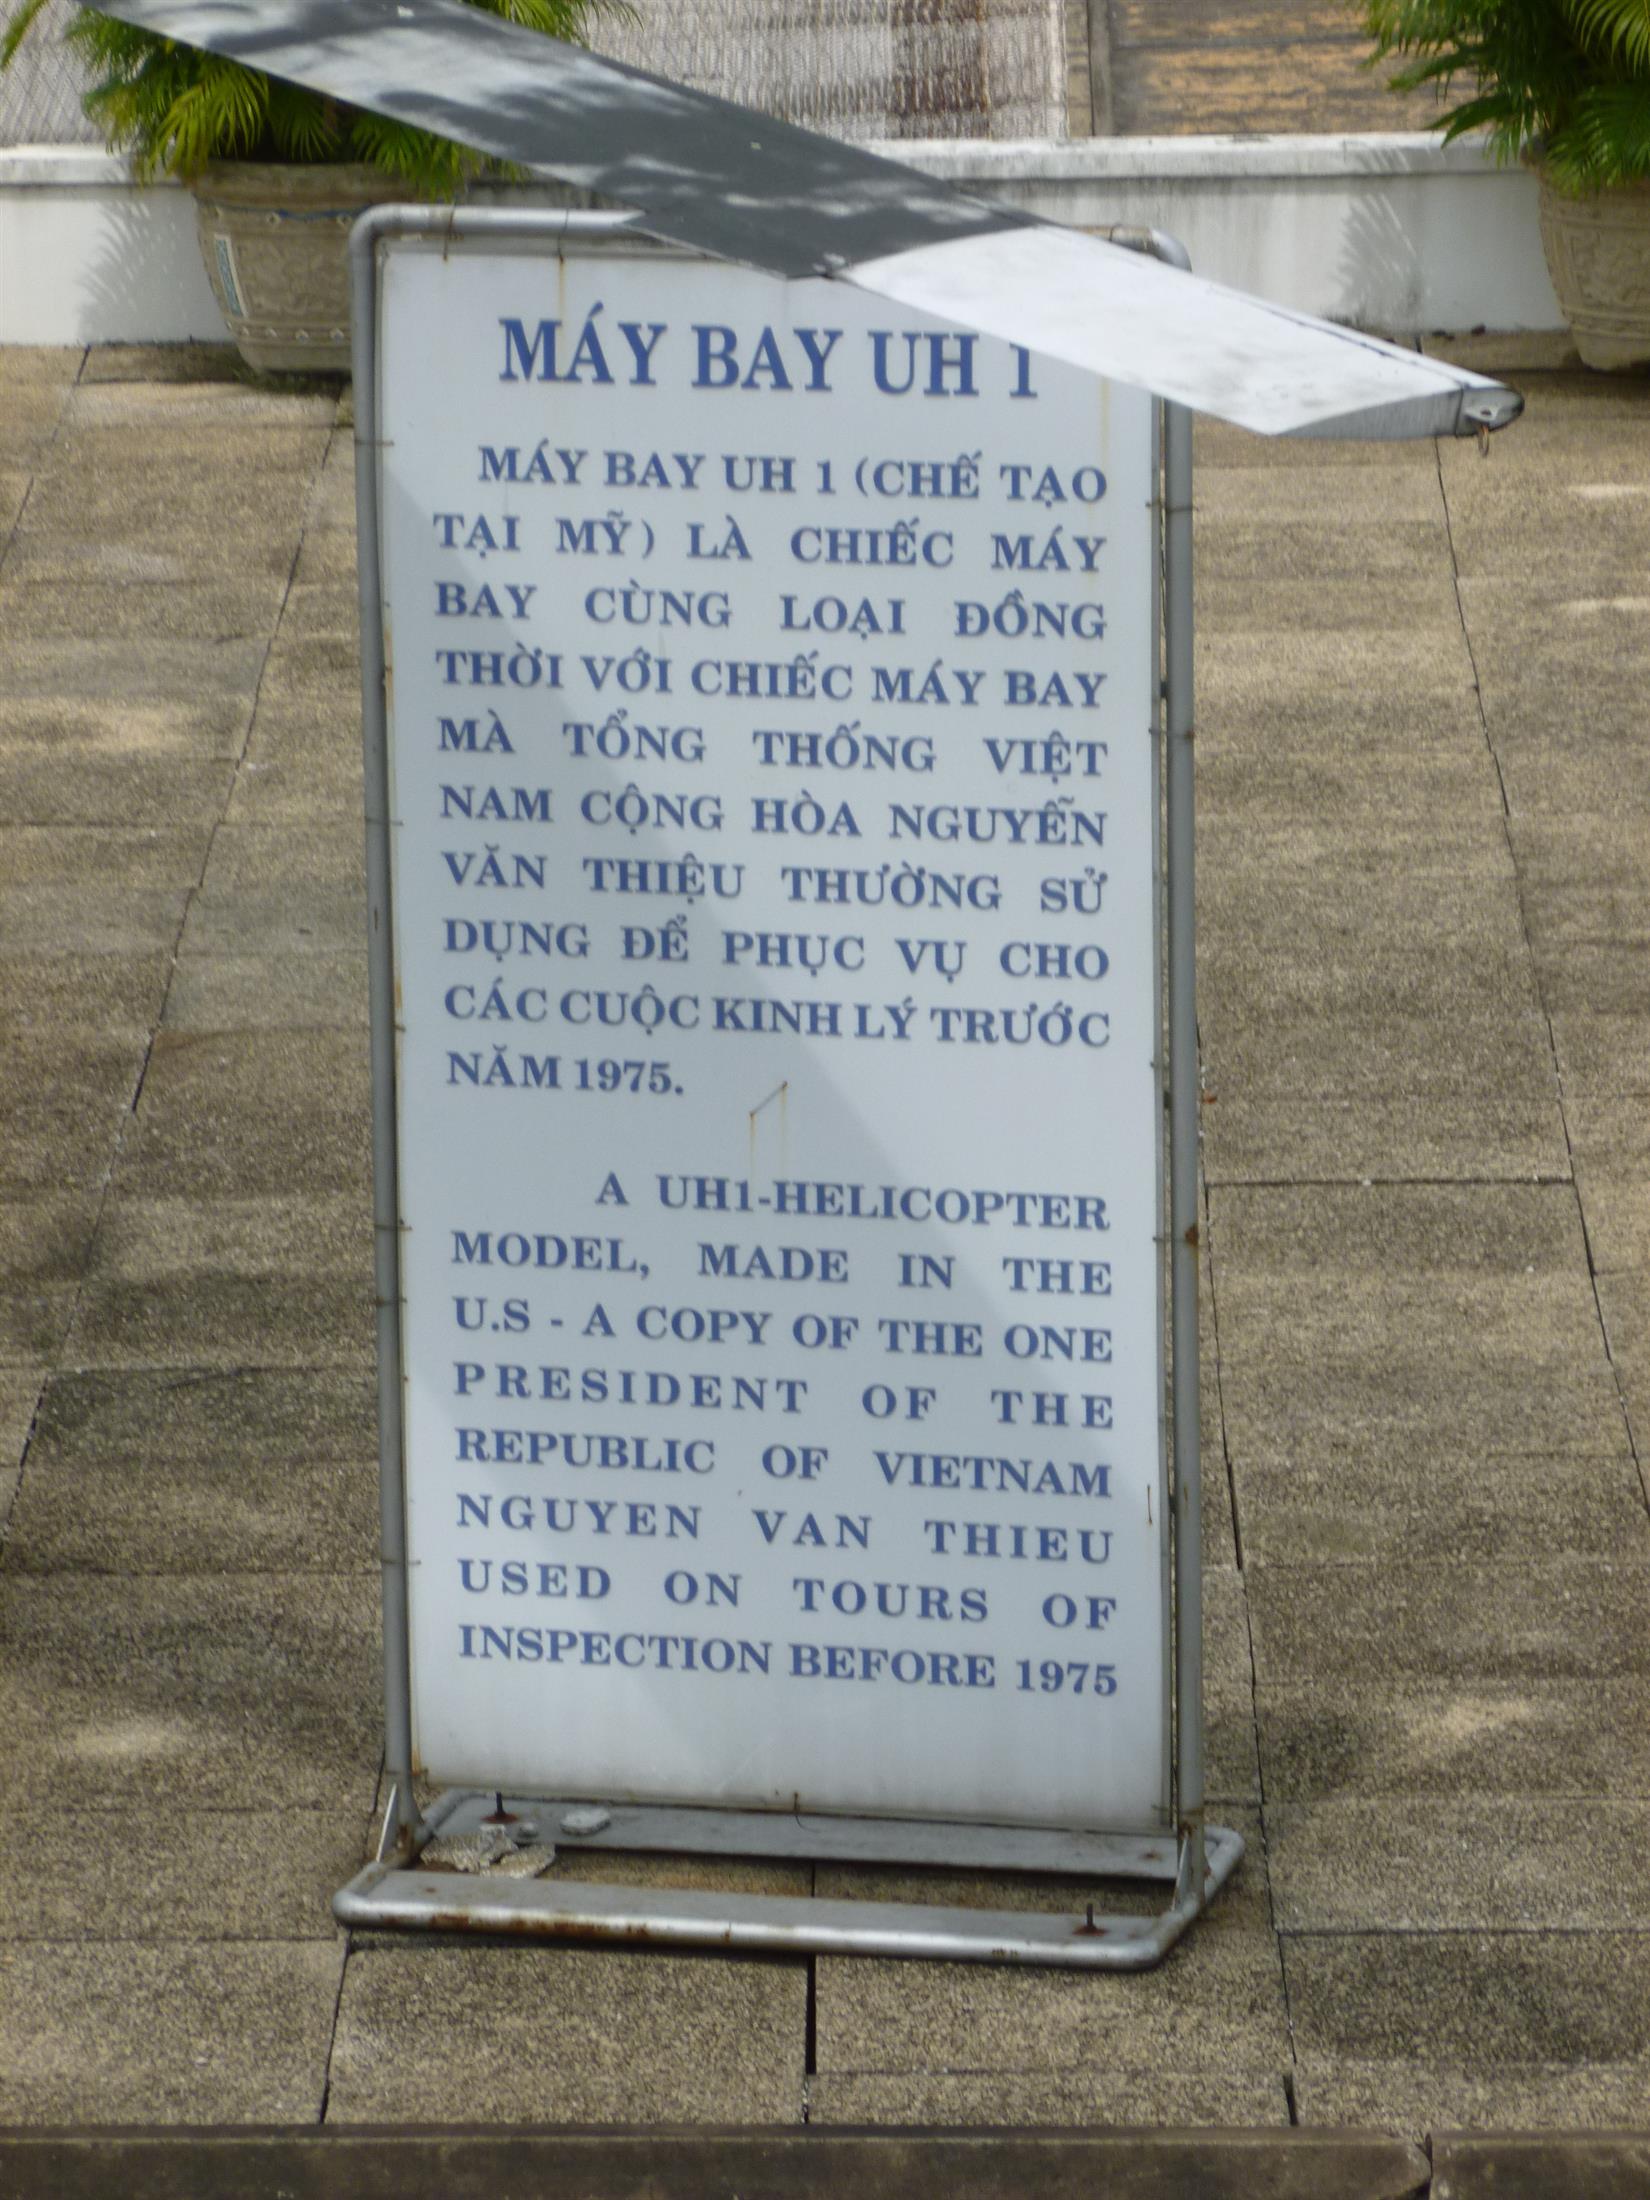 MÁY BAY UH 1
MÁY BAY UH 1 (CHẾ TẠO
TẠI MỸ) LÀ CHIẾC MÁY
BAY CÙNG LOẠI ĐỒNG
THỜI VỚI CHIẾC MÁY BAY
MÀ TỔNG THỐNG VIỆT
NAM CỘNG HÒA NGUYỄN
VĂN THIỆU THƯỜNG SỬ
DỤNG ĐỂ PHỤC VỤ CHO
CÁC CUỘC KINH LÝ TRƯỚC
NĂM 1975.
A UH1-HELICOPTER
MODEL, MADE IN THE
U.S - A COPY OF THE ONE
PRESIDENT OF THE
REPUBLIC OF VIETNAM
NGUYEN VAN THIEU
USED ON TOURS OF
INSPECTION BEFORE 1975